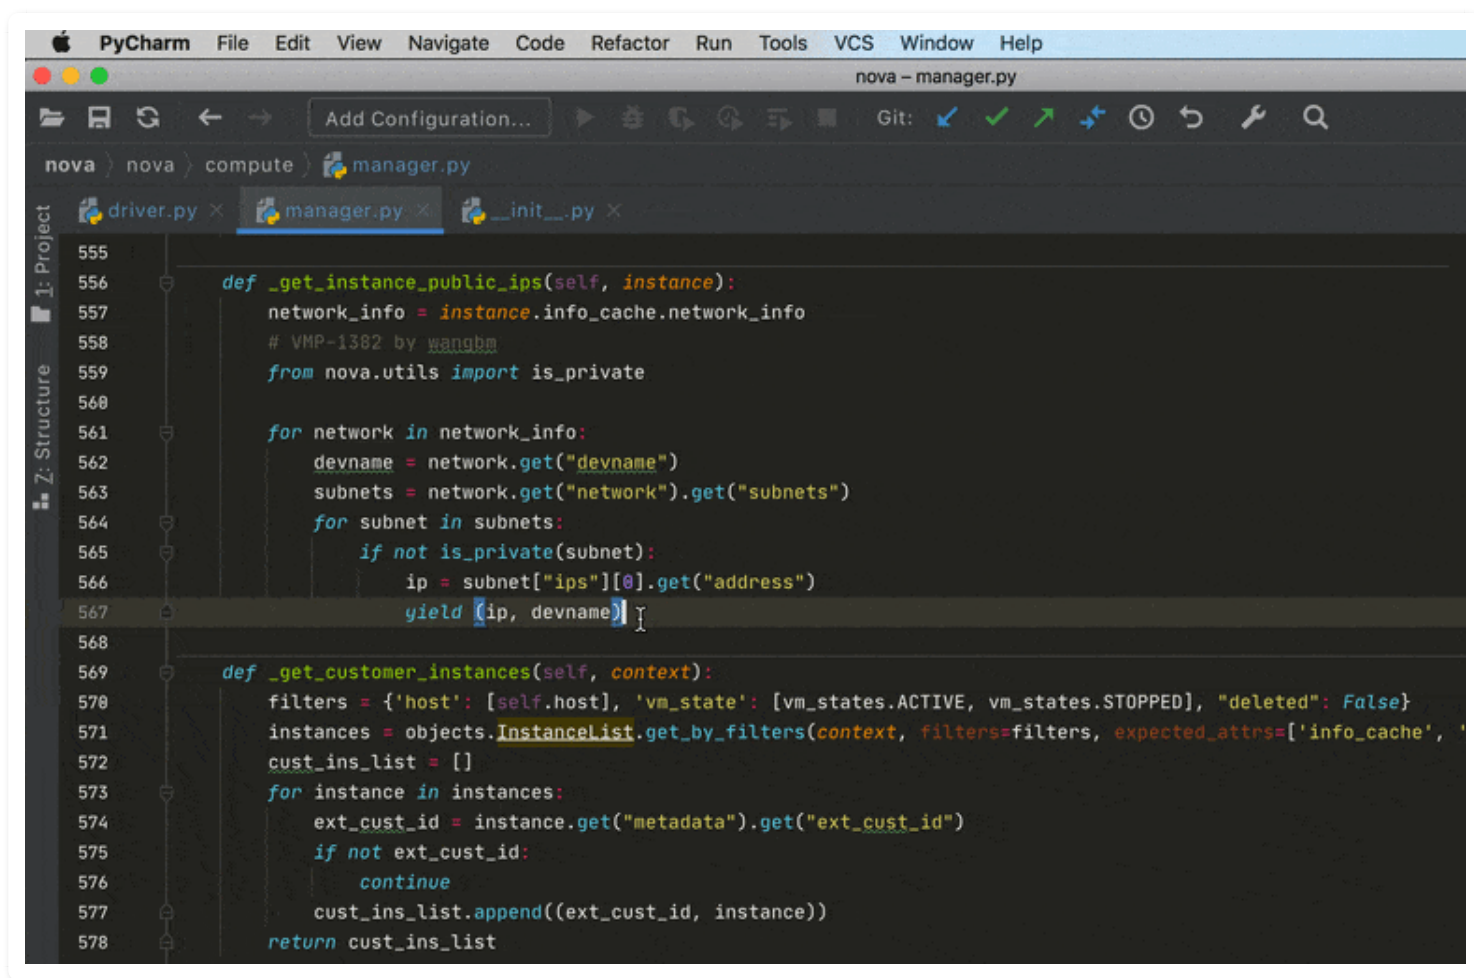 PyCharm File Edit View Navigate Code Refactor Run Tools VCS Window Help
nova – manager.py
Add Configuration... Git:
nova nova compute manager.py
driver.py manager.py __init__.py
1: Project
Z: Structure
555
556 def _get_instance_public_ips(self, instance):
557 network_info = instance.info_cache.network_info
558 # VMP-1382 by wangbm
559 from nova.utils import is_private
560
561 for network in network_info:
562 devname = network.get("devname")
563 subnets = network.get("network").get("subnets")
564 for subnet in subnets:
565 if not is_private(subnet):
566 ip = subnet["ips"][0].get("address")
567 yield (ip, devname)
568
569 def _get_customer_instances(self, context):
570 filters = {'host': [self.host], 'vm_state': [vm_states.ACTIVE, vm_states.STOPPED], "deleted": False}
571 instances = objects.InstanceList.get_by_filters(context, filters=filters, expected_attrs=['info_cache', '
572 cust_ins_list = []
573 for instance in instances:
574 ext_cust_id = instance.get("metadata").get("ext_cust_id")
575 if not ext_cust_id:
576 continue
577 cust_ins_list.append((ext_cust_id, instance))
578 return cust_ins_list